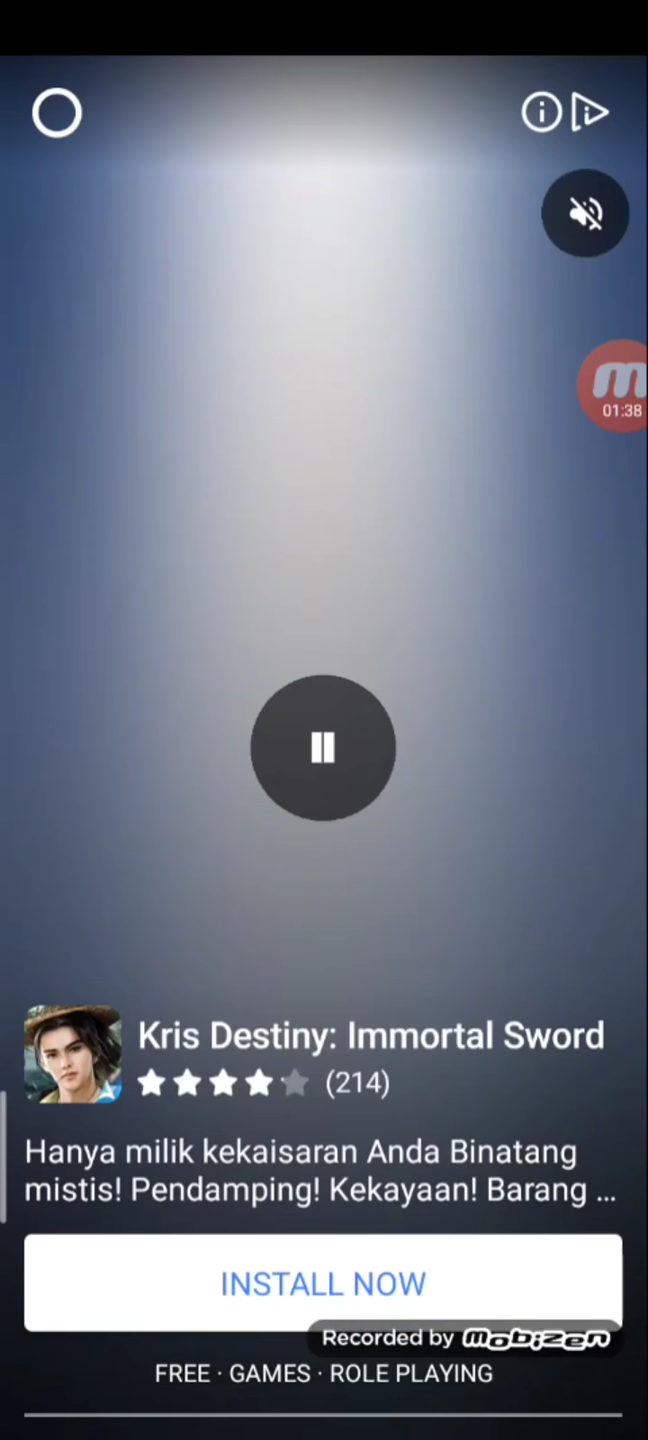 01:38
Kris Destiny: Immortal Sword
(214)
Hanya milik kekaisaran Anda Binatang
mistis! Pendamping! Kekayaan! Barang ...
INSTALL NOW
Recorded by mobizen
FREE · GAMES · ROLE PLAYING